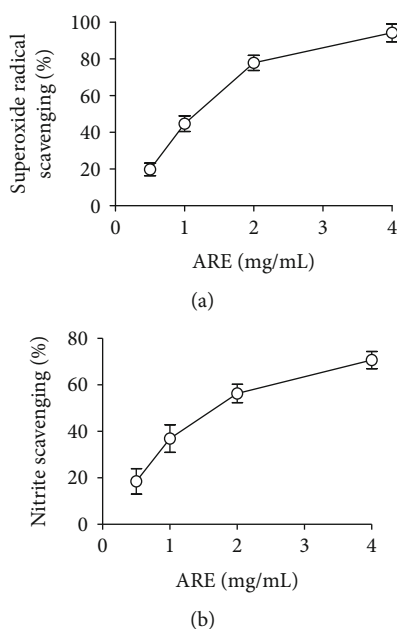 Superoxide radical
scavenging (%)
100
80
60
40
20
0
0 1 2 3 4
ARE (mg/mL)
(a)
Nitrite scavenging (%)
80
60
40
20
0
0 1 2 4
ARE (mg/mL)
(b)